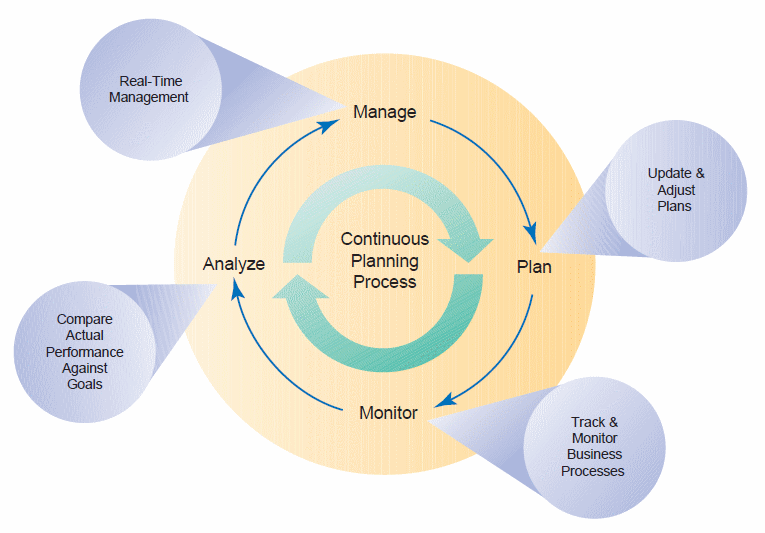 Real-Time
Management
Manage
Update &
Adjust
Plans
Continuous
Planning
Process
Analyze
Plan
Compare
Actual
Performance
Against
Goals
Monitor
Track &
Monitor
Business
Processes